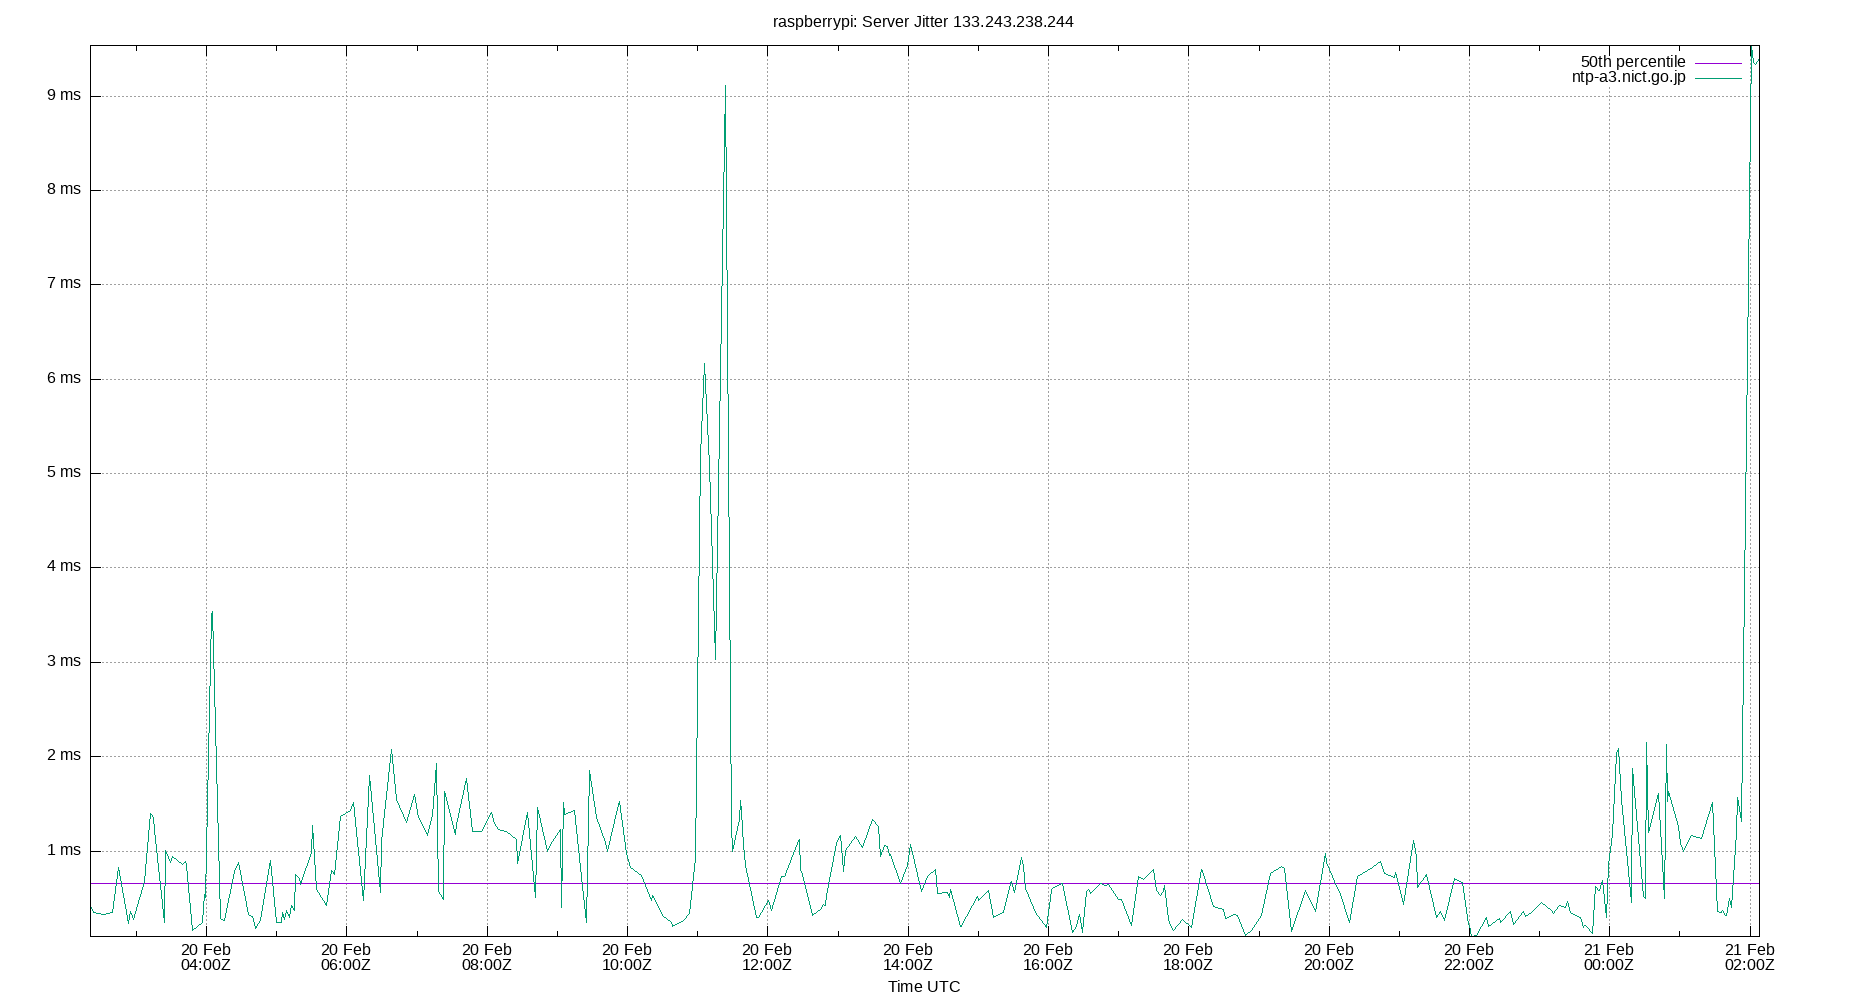 raspberrypi: Server Jitter 133.243.238.244
50th percentile
ntp-a3.nict.go.jp
9 ms
8 ms
7 ms
6 ms
5 ms
4 ms
3 ms
2 ms
1 ms
20 Feb 20 Feb 20 Feb 20 Feb 20 Feb 20 Feb 20 Feb 20 Feb 20 Feb 20 Feb 21 Feb 21 Feb
04:00Z 06:00Z 08:00Z 10:00Z 12:00Z 14:00Z 16:00Z 18:00Z 20:00Z 22:00Z 00:00Z 02:00Z
Time UTC